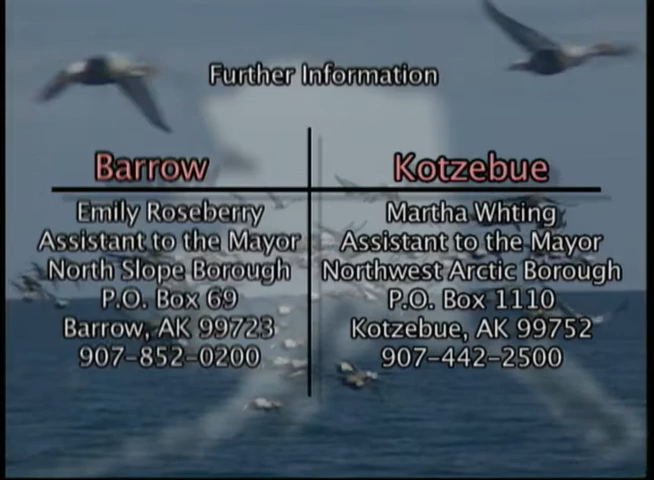 Further Information
Barrow
Emily Roseberry
Assistant to the Mayor
North Slope Borough
P.O. Box 69
Barrow, AK 99723
907-852-0200
Kotzebue
Martha Whting
Assistant to the Mayor
Northwest Arctic Borough
P.O. Box 1110
Kotzebue, AK 99752
907-442-2500